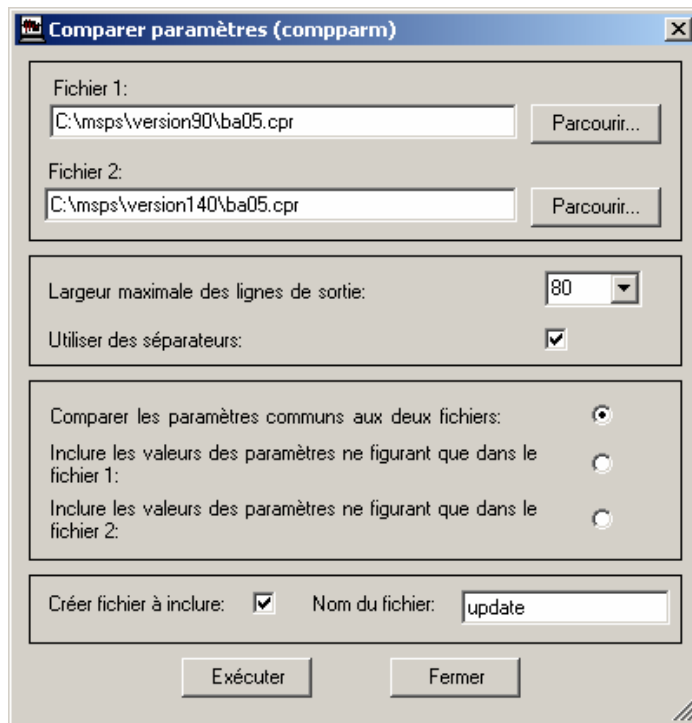 Comparer paramètres (compparm)
Fichier 1:
C:\msps\version90\ba05.cpr
Parcourir...
Fichier 2:
C:\msps\version140\ba05.cpr
Parcourir...
Largeur maximale des lignes de sortie:
80
Utiliser des séparateurs:
Comparer les paramètres communs aux deux fichiers:
Inclure les valeurs des paramètres ne figurant que dans le
fichier 1:
Inclure les valeurs des paramètres ne figurant que dans le
fichier 2:
Créer fichier à inclure:
Nom du fichier:
update
Exécuter
Fermer